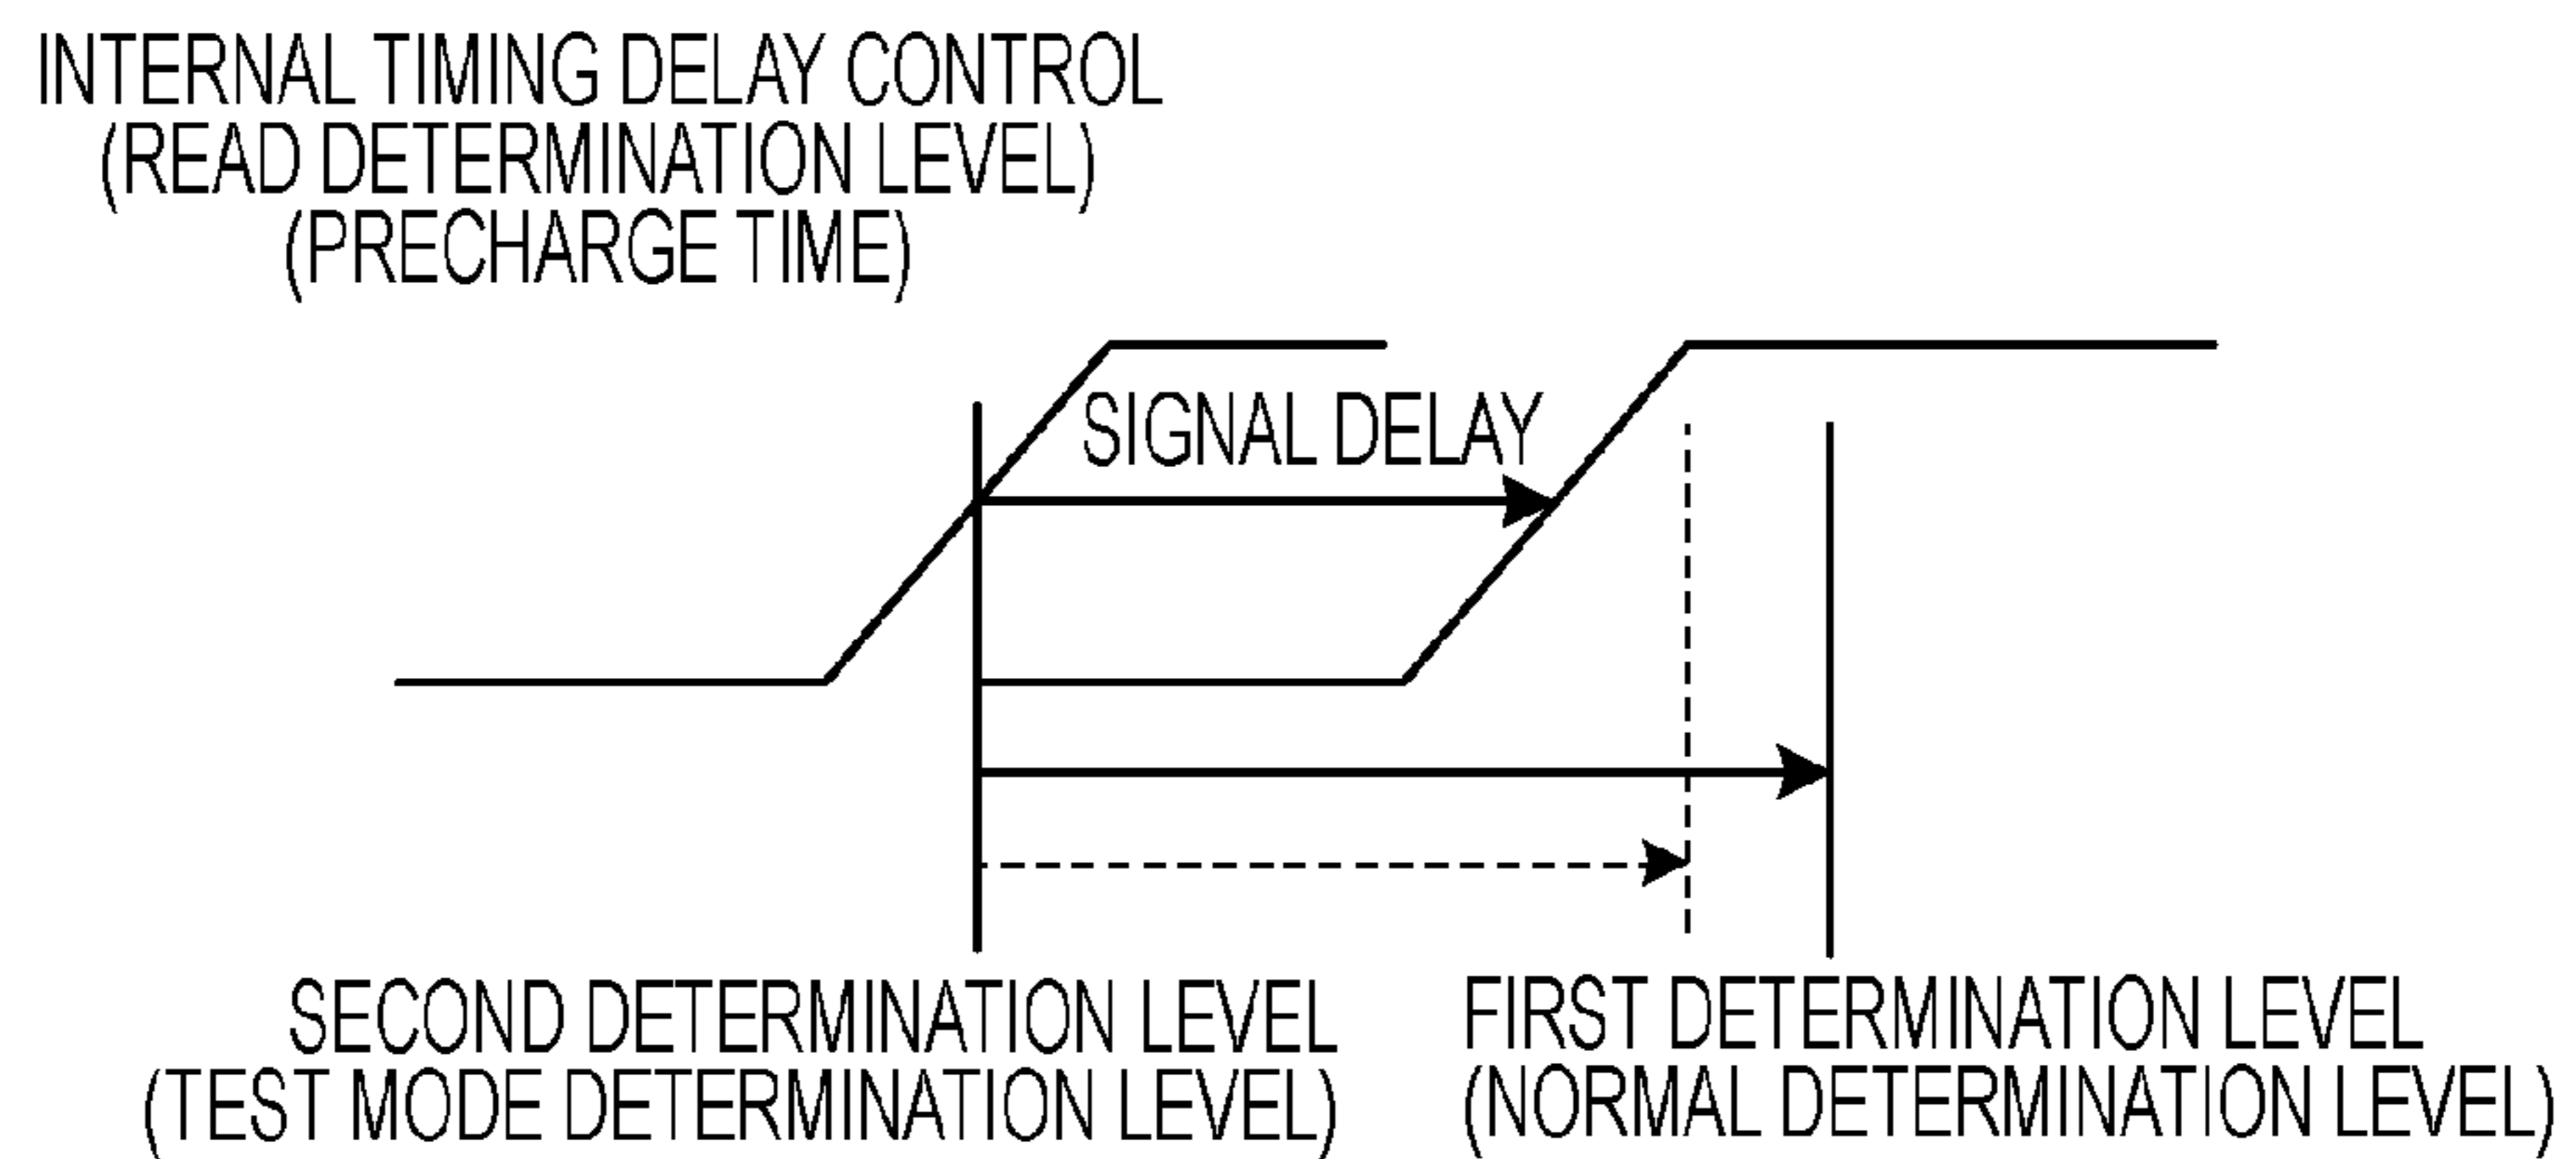 INTERNAL TIMING DELAY CONTROL
(READ DETERMINATION LEVEL)
(PRECHARGE TIME)
SIGNAL DELAY
SECOND DETERMINATION LEVEL
(TEST MODE DETERMINATION LEVEL)
FIRST DETERMINATION LEVEL
(NORMAL DETERMINATION LEVEL)